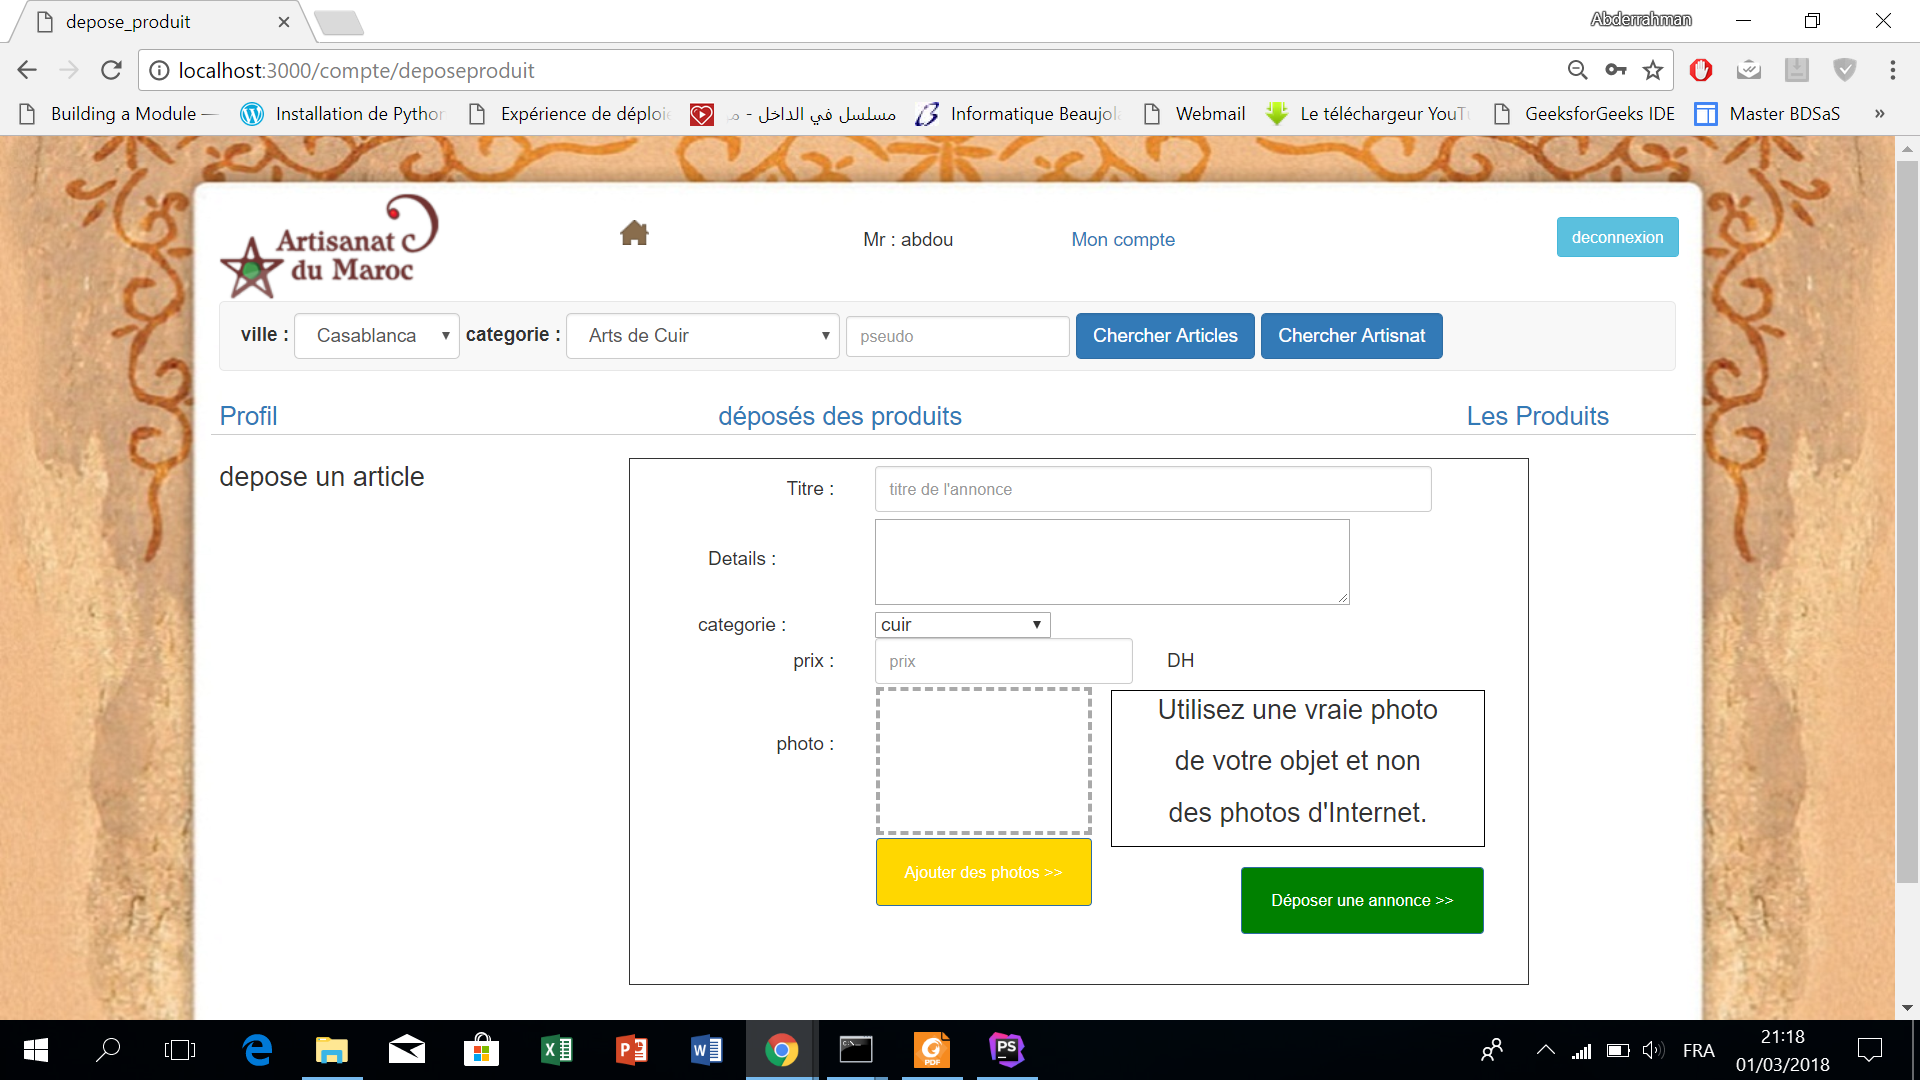 depose_produit
Abderrahman
localhost:3000/compte/deposeproduit
Building a Module — Installation de Python Expérience de déploie مسلسل في الداخل - م Informatique Beaujola Webmail Le téléchargeur YouTu GeeksforGeeks IDE Master BDSaS »
Artisanat
du Maroc
Mr : abdou Mon compte deconnexion
ville : Casablanca categorie : Arts de Cuir pseudo Chercher Articles Chercher Artisnat
Profil déposés des produits Les Produits
depose un article
Titre : titre de l'annonce
Details :
categorie : cuir
prix : prix DH
photo :
Utilisez une vraie photo
de votre objet et non
des photos d'Internet.
Ajouter des photos >>
Déposer une annonce >>
FRA
21:18
01/03/2018